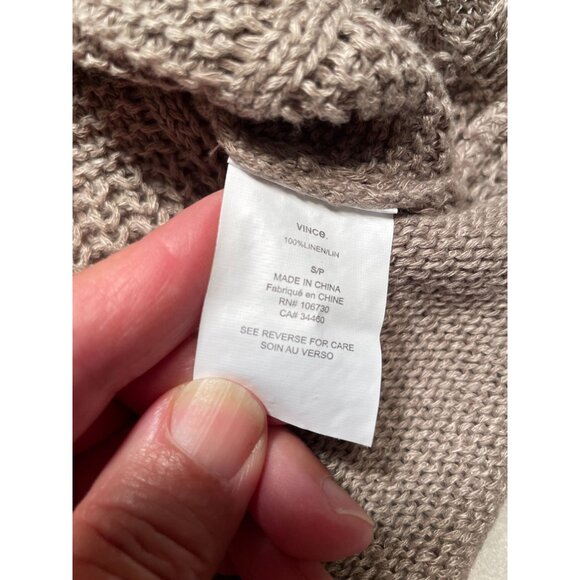 VINCe.
100%LINEN/LIN
S/P
MADE IN CHINA
Fabriqué en CHINE
RN# 106730
CA# 34460
SEE REVERSE FOR CARE
SOIN AU VERSO